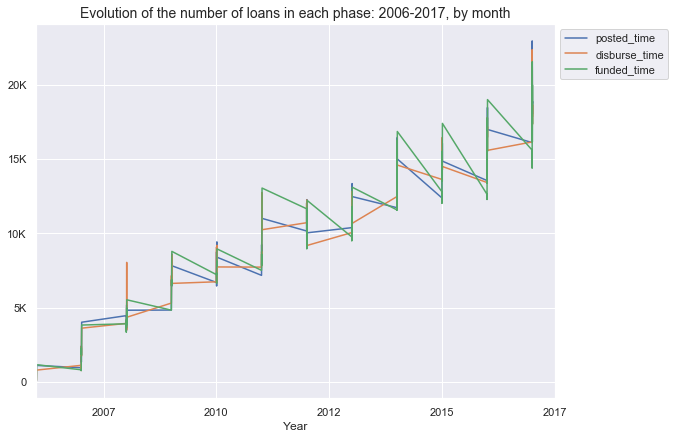 Evolution of the number of loans in each phase: 2006-2017, by month
posted_time
disburse_time
funded_time
20K
15K
10K
5K
0
2007
2010
2012
2015
2017
Year